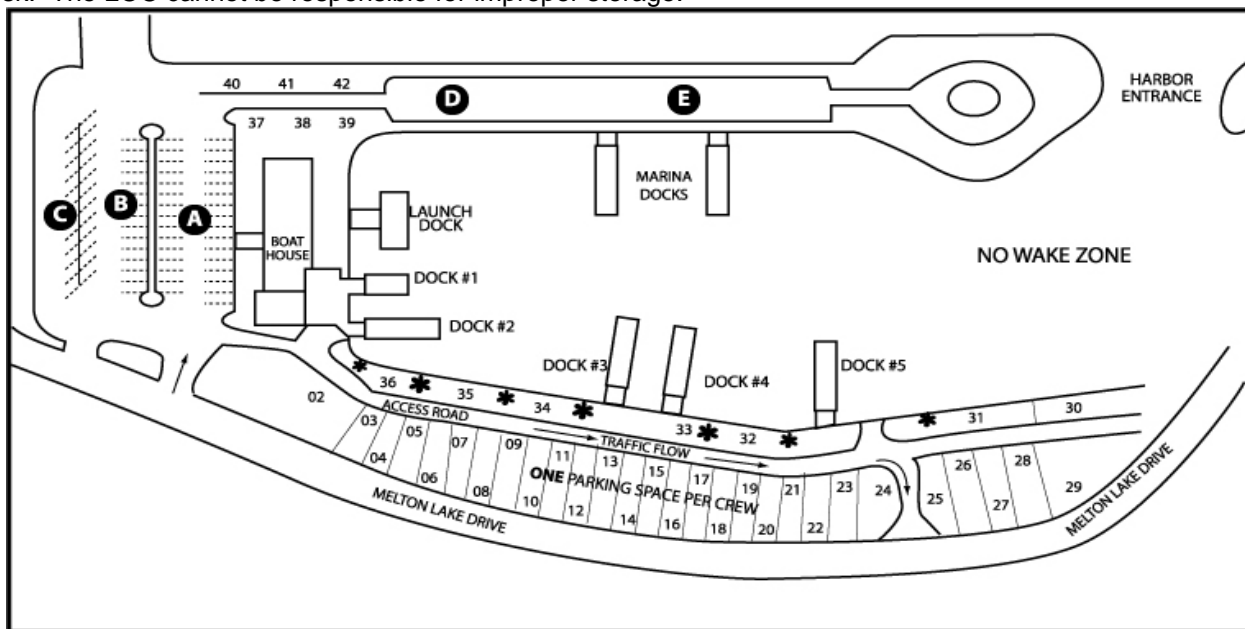 The LOC cannot be responsible for improper storage.
40 41 42
D E
HARBOR
ENTRANCE
37 38 39
MARINA
DOCKS
C B A
LAUNCH
DOCK
BOAT
HOUSE
NO WAKE ZONE
DOCK #1
DOCK #2
DOCK #3
DOCK #4
DOCK #5
02
36 35 34 33 32 31 30
ACCESS ROAD
TRAFFIC FLOW
03 05 07 09 11 13 15 17 19 21 23 24 26 28
ONE PARKING SPACE PER CREW
04 06 08 10 12 14 16 18 20 22 25 27 29
MELTON LAKE DRIVE
MELTON LAKE DRIVE